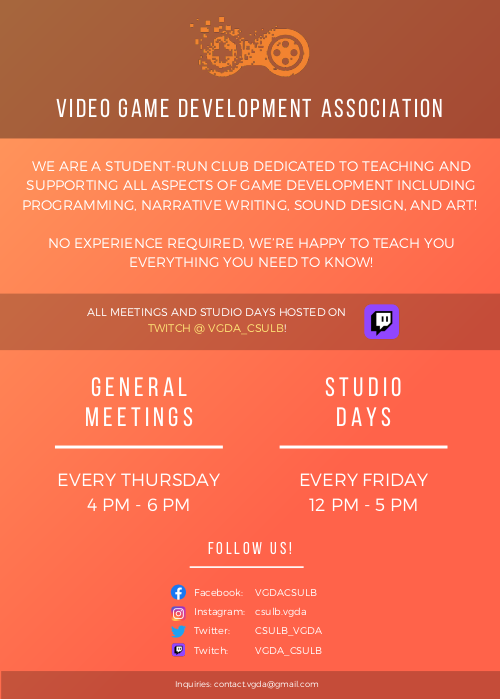 VIDEO GAME DEVELOPMENT ASSOCIATION
WE ARE A STUDENT-RUN CLUB DEDICATED TO TEACHING AND
SUPPORTING ALL ASPECTS OF GAME DEVELOPMENT INCLUDING
PROGRAMMING, NARRATIVE WRITING, SOUND DESIGN, AND ART!
NO EXPERIENCE REQUIRED, WE'RE HAPPY TO TEACH YOU
EVERYTHING YOU NEED TO KNOW!
ALL MEETINGS AND STUDIO DAYS HOSTED ON
TWITCH @ VGDA_CSULB!
GENERAL
MEETINGS
EVERY THURSDAY
4 PM - 6 PM
STUDIO
DAYS
EVERY FRIDAY
12 PM - 5 PM
FOLLOW US!
Facebook: VGDACSULB
Instagram: csulb.vgda
Twitter: CSULB_VGDA
Twitch: VGDA_CSULB
Inquiries: contact.vgda@gmail.com